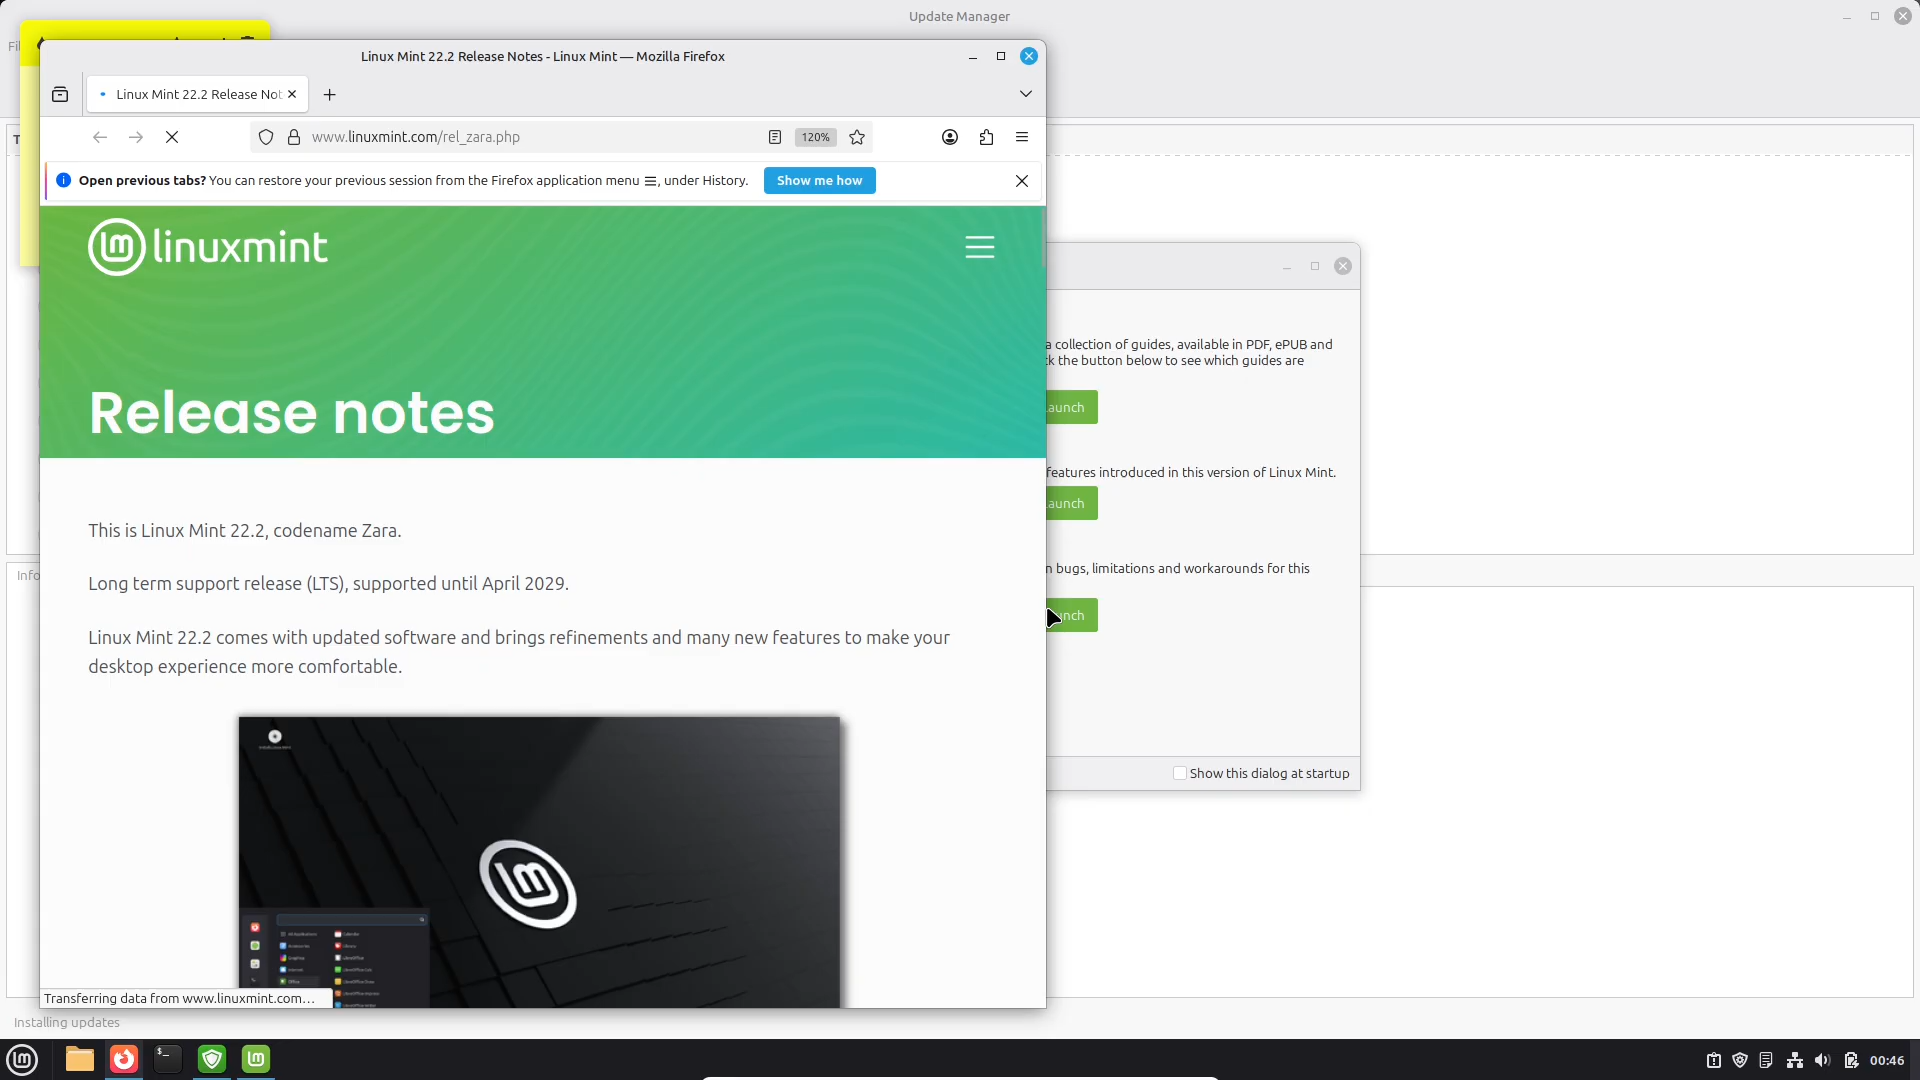 Update Manager
Fil
Linux Mint 22.2 Release Notes - Linux Mint — Mozilla Firefox
Linux Mint 22.2 Release Not
www.linuxmint.com/rel_zara.php
120%
Open previous tabs? You can restore your previous session from the Firefox application menu ☰, under History.
Show me how
linuxmint
Release notes
This is Linux Mint 22.2, codename Zara.
Long term support release (LTS), supported until April 2029.
Linux Mint 22.2 comes with updated software and brings refinements and many new features to make your
desktop experience more comfortable.
a collection of guides, available in PDF, ePUB and
k the button below to see which guides are
aunch
features introduced in this version of Linux Mint.
aunch
n bugs, limitations and workarounds for this
nch
Show this dialog at startup
T
Info
Transferring data from www.linuxmint.com…
Installing updates
00:46